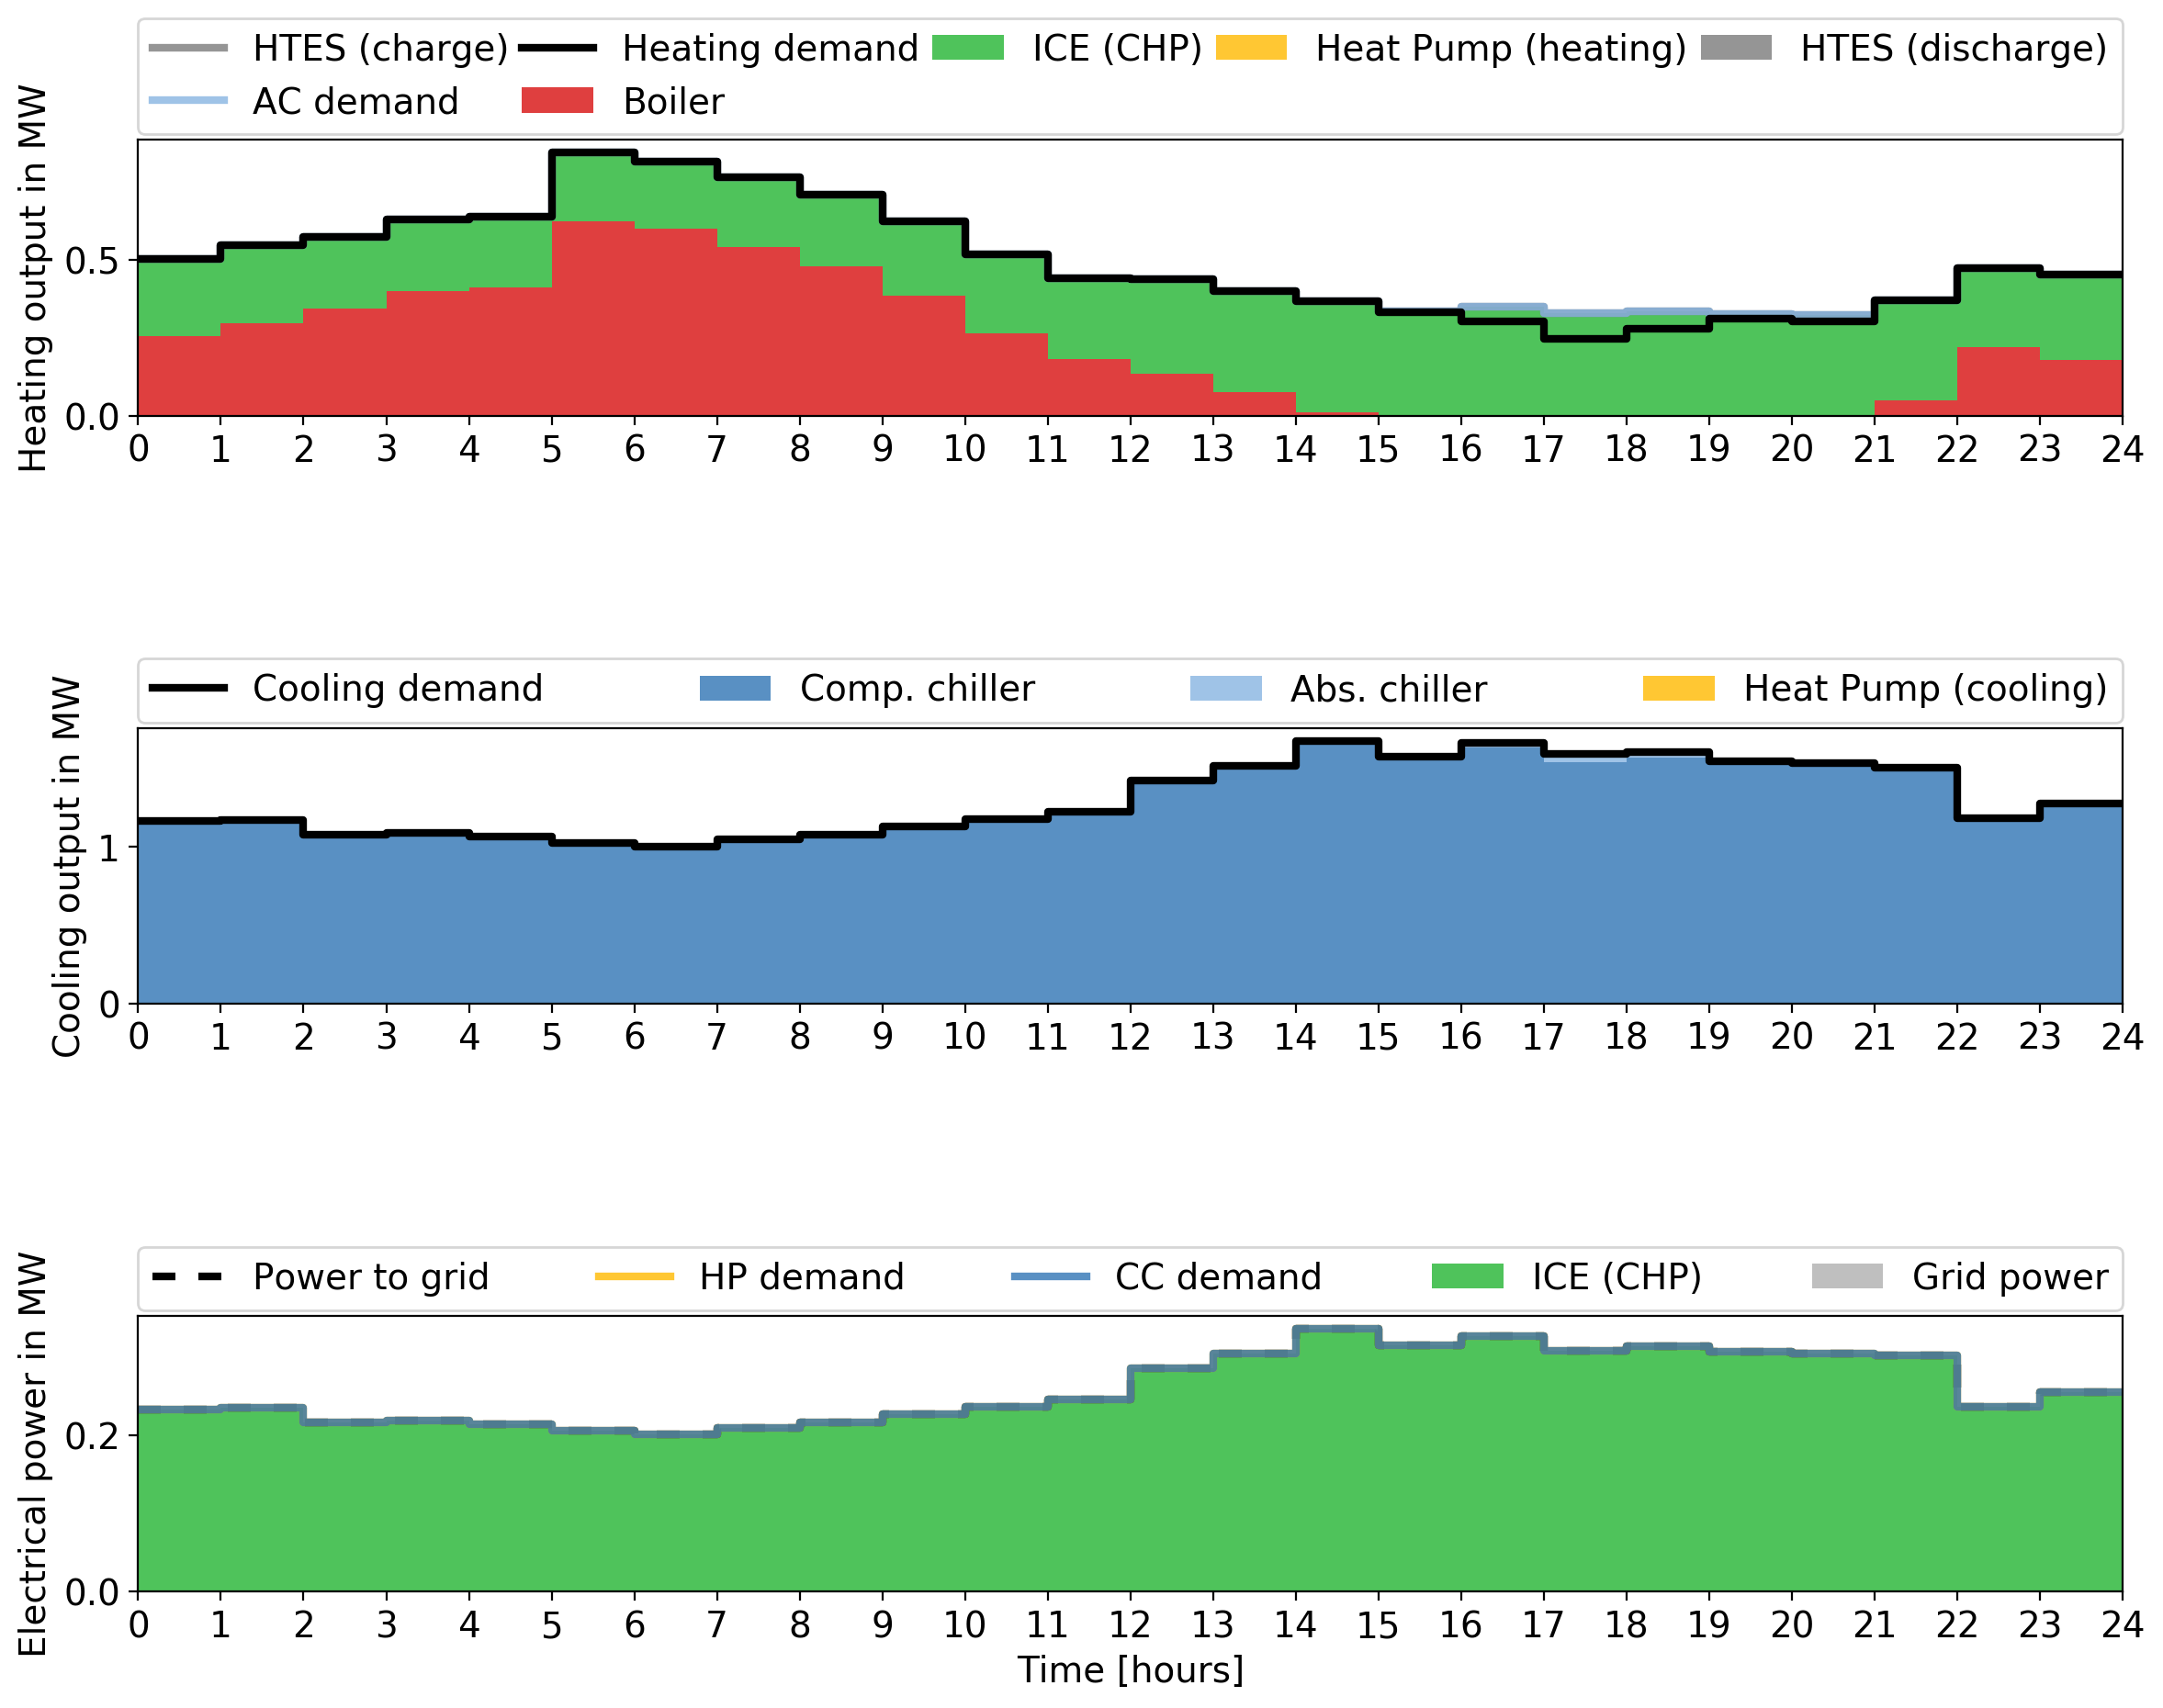 HTES (charge) Heating demand ICE (CHP) Heat Pump (heating) HTES (discharge)
AC demand Boiler
Heating output in MW
0.5
0.0
0 1 2 3 4 5 6 7 8 9 10 11 12 13 14 15 16 17 18 19 20 21 22 23 24
Cooling demand Comp. chiller Abs. chiller Heat Pump (cooling)
Cooling output in MW
1
0
0 1 2 3 4 5 6 7 8 9 10 11 12 13 14 15 16 17 18 19 20 21 22 23 24
Power to grid HP demand CC demand ICE (CHP) Grid power
Electrical power in MW
0.2
0.0
0 1 2 3 4 5 6 7 8 9 10 11 12 13 14 15 16 17 18 19 20 21 22 23 24
Time [hours]